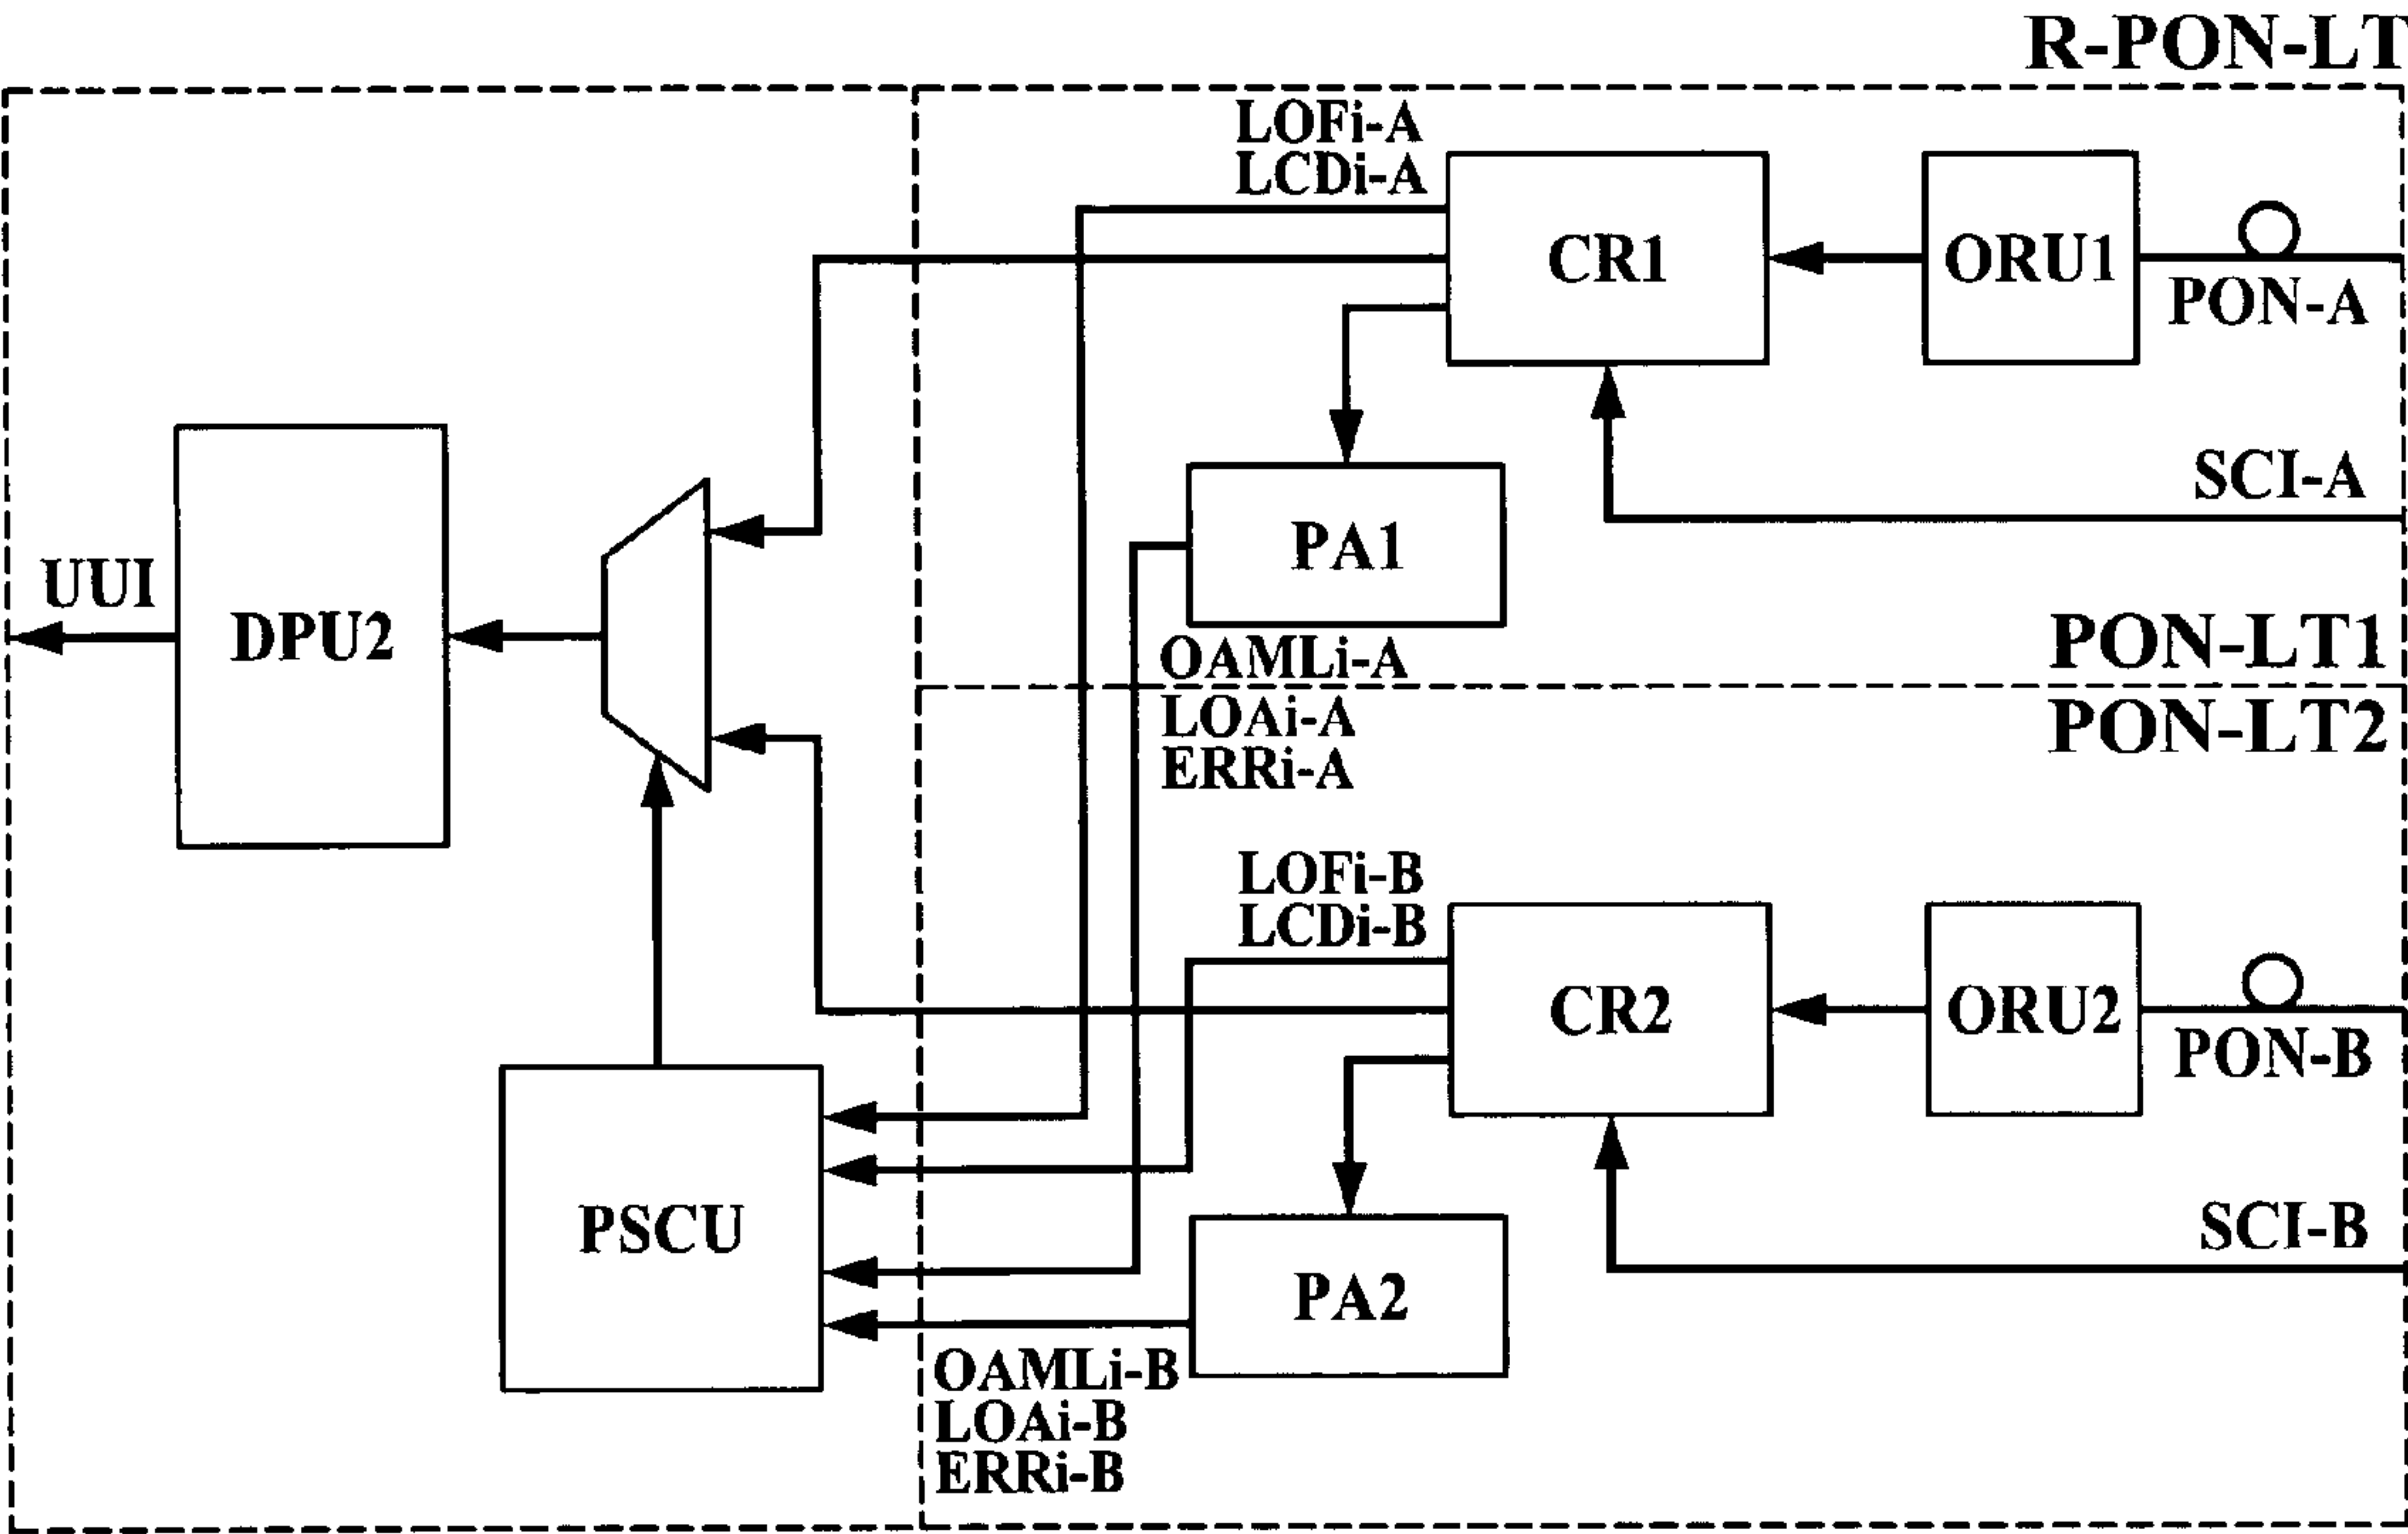 R-PON-LT
LOFi-A
LCDi-A
CR1
ORU1
PON-A
SCI-A
PA1
UUI
DPU2
OAMLi-A
PON-LT1
LOAi-A
PON-LT2
ERRi-A
LOFi-B
LCDi-B
CR2
ORU2
PON-B
PSCU
SCI-B
PA2
OAMLi-B
LOAi-B
ERRi-B